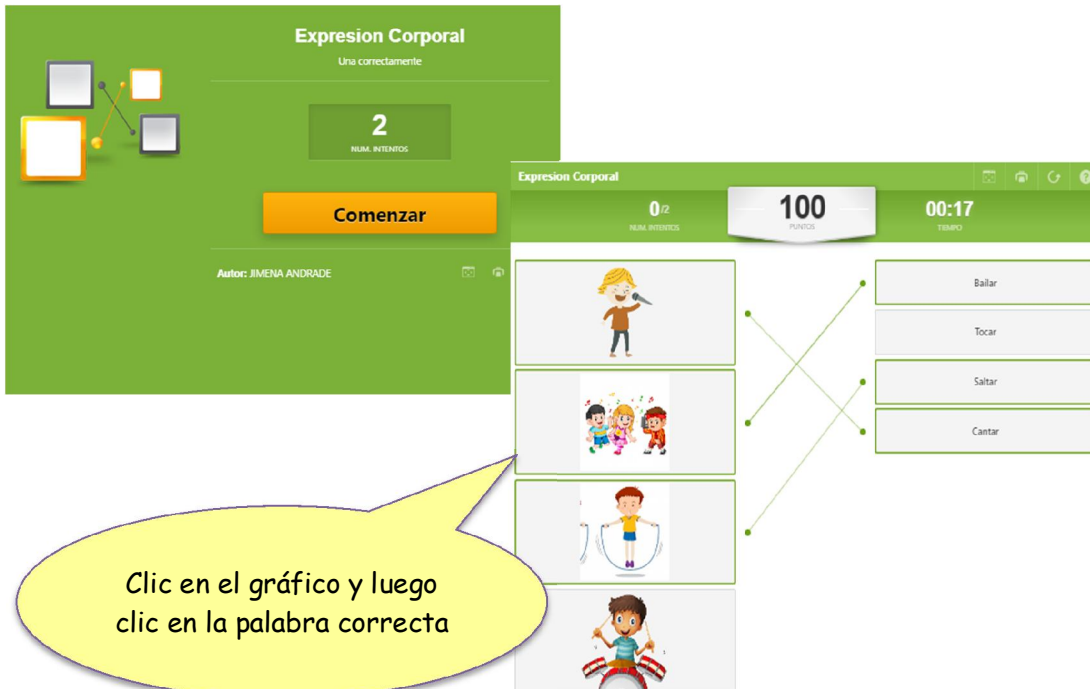 Expresion Corporal
Una correctamente
2
NUM. INTENTOS
Comenzar
Autor: JIMENA ANDRADE
Expresion Corporal
0/2
NUM. INTENTOS
100
PUNTOS
00:17
TIEMPO
Bailar
Tocar
Saltar
Cantar
Clic en el gráfico y luego
clic en la palabra correcta